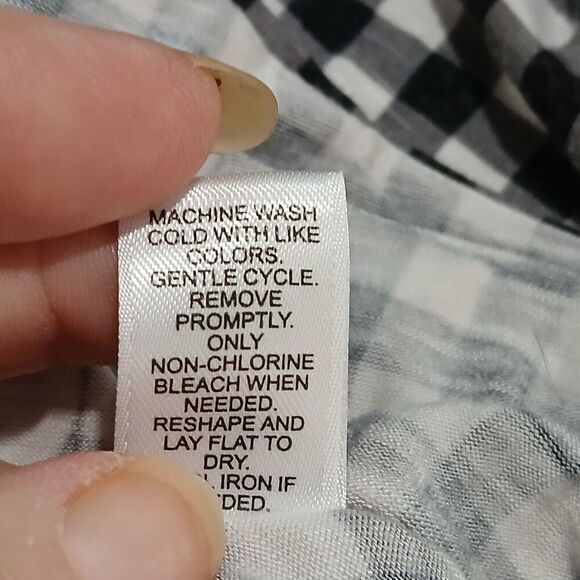 MACHINE WASH
COLD WITH LIKE
COLORS.
GENTLE CYCLE.
REMOVE
PROMPTLY.
ONLY
NON-CHLORINE
BLEACH WHEN
NEEDED.
RESHAPE AND
LAY FLAT TO
DRY.
IRON IF